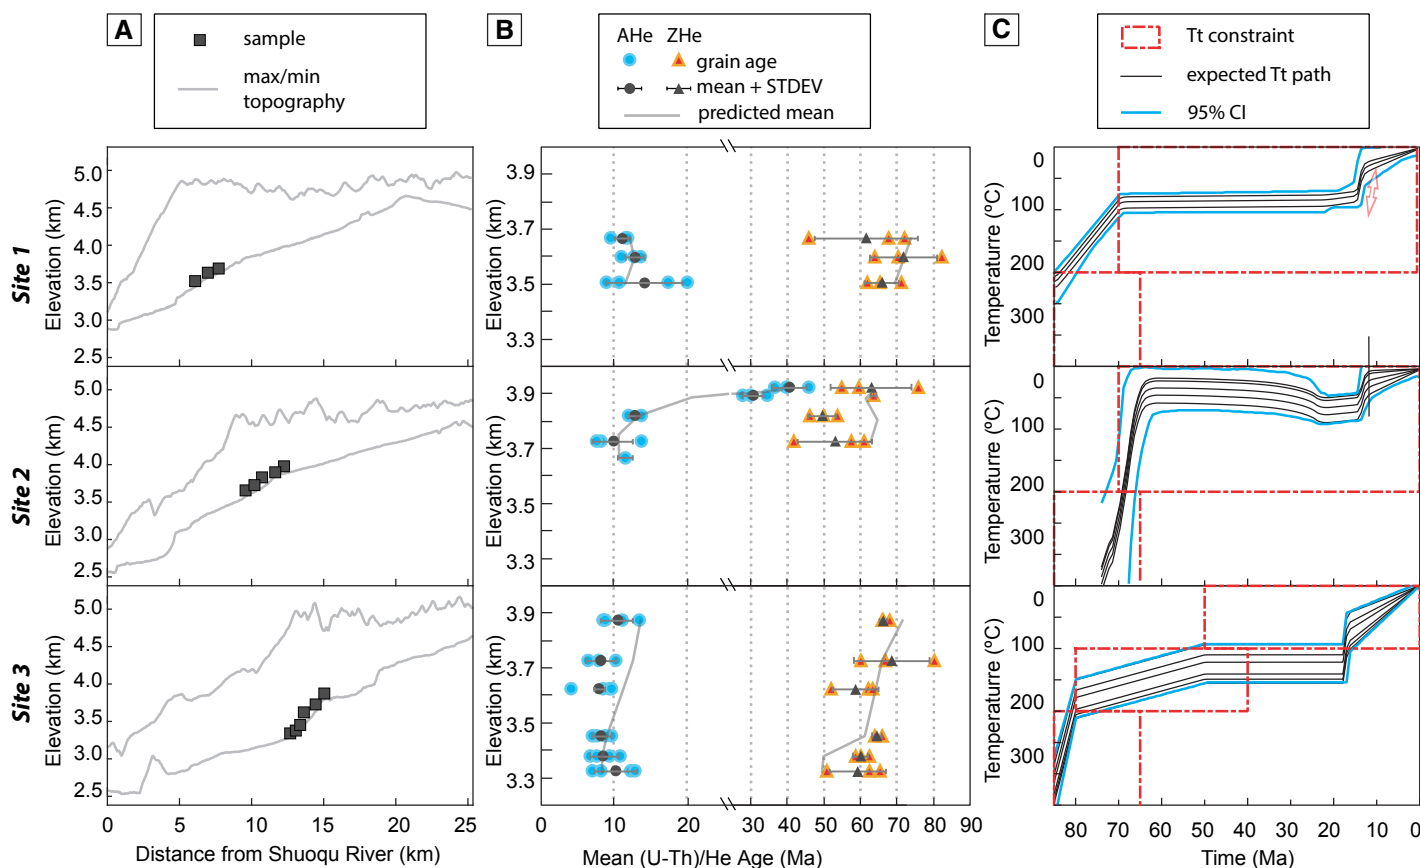 A
sample
max/min
topography
B
AHe ZHe
grain age
mean + STDEV
predicted mean
C
Tt constraint
expected Tt path
95% CI
Site 1
Elevation (km)
5.0
4.5
4.0
3.5
3.0
2.5
Elevation (km)
3.9
3.7
3.5
3.3
Temperaturre (ºC)
0
100
200
300
Site 2
Elevation (km)
5.0
4.5
4.0
3.5
3.0
2.5
Elevation (km)
3.9
3.7
3.5
3.3
Temperaturre (ºC)
0
100
200
300
Site 3
Elevation (km)
5.0
4.5
4.0
3.5
3.0
2.5
Elevation (km)
3.9
3.7
3.5
3.3
Temperaturre (ºC)
0
100
200
300
0 5 10 15 20 25
Distance from Shuoqu River (km)
0 10 20 30 40 50 60 70 80 90
Mean (U-Th)/He Age (Ma)
80 70 60 50 40 30 20 10 0
Time (Ma)